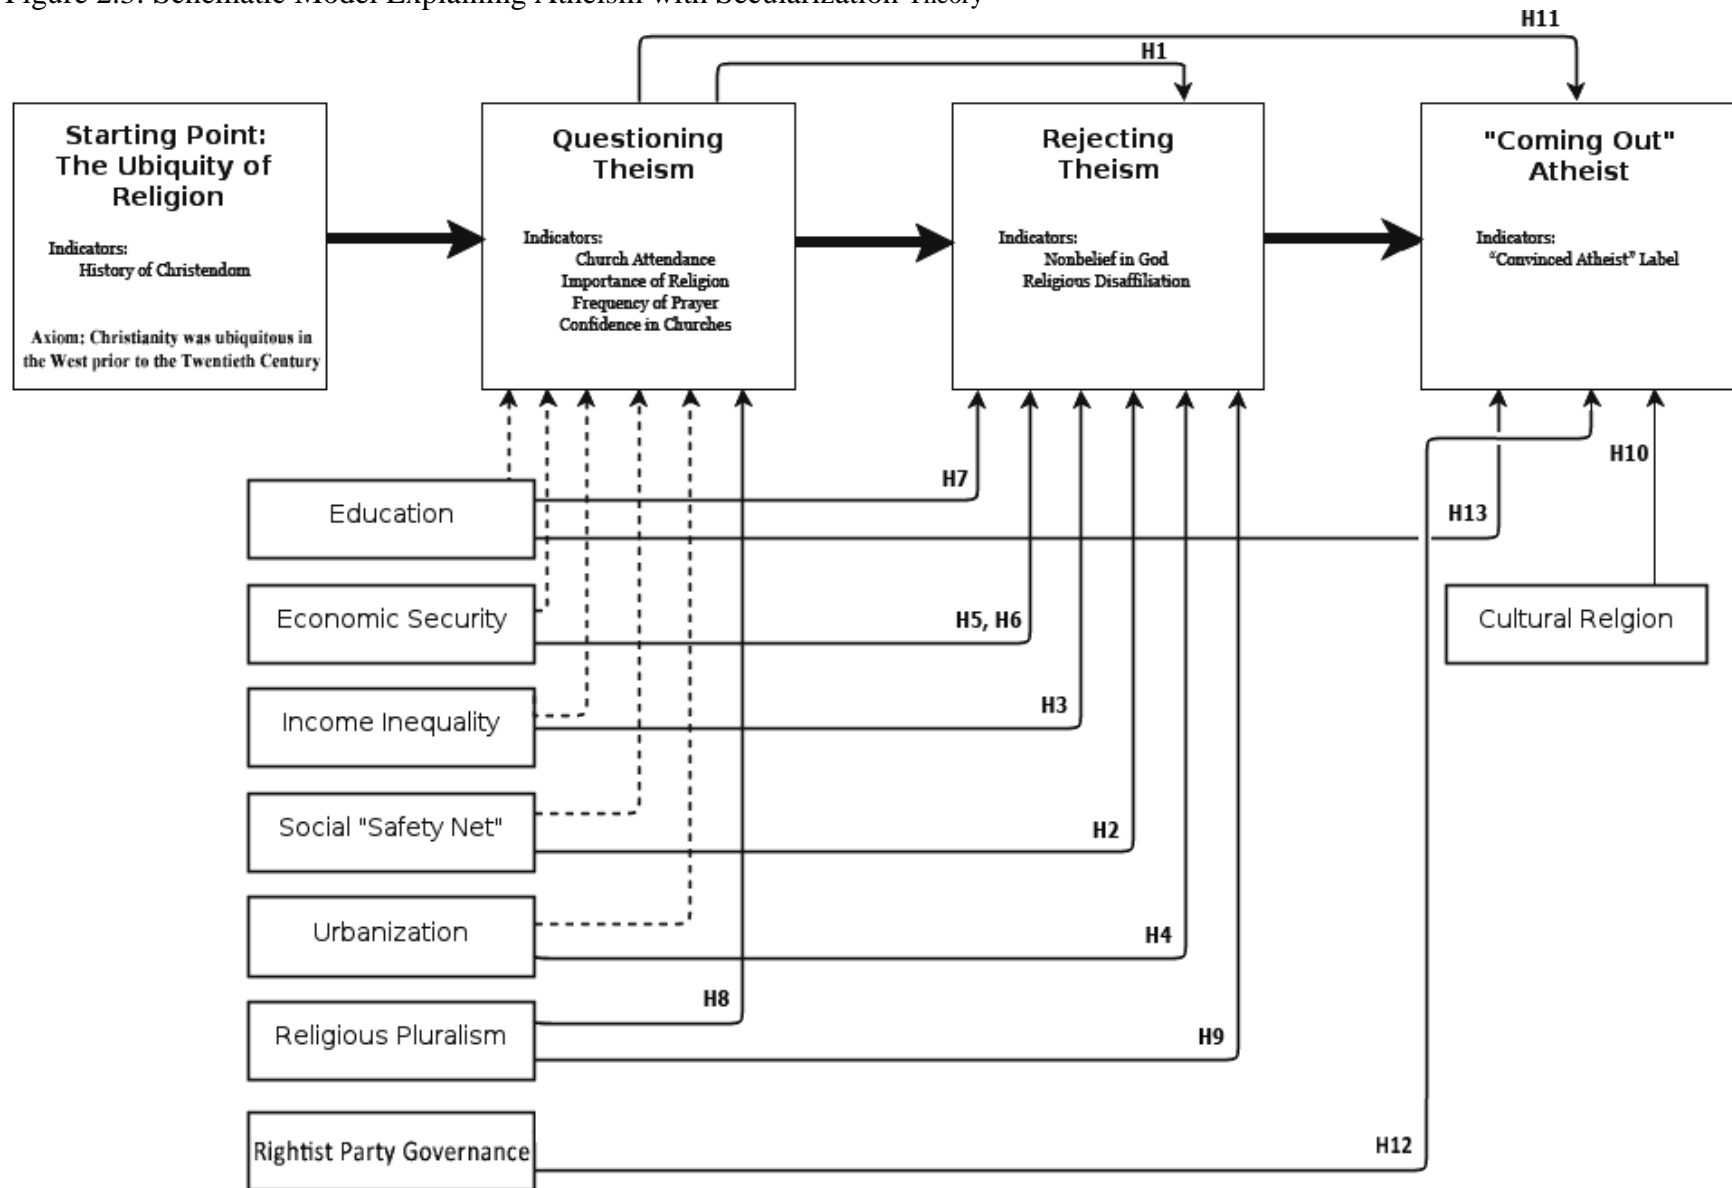 Figure 2.3: Schematic Model Explaining Atheism with Secularization Theory
H11
H1
Starting Point:
The Ubiquity of
Religion
Indicators:
History of Christendom
Axiom: Christianity was ubiquitous in
the West prior to the Twentieth Century
Questioning
Theism
Indicators:
Church Attendance
Importance of Religion
Frequency of Prayer
Confidence in Churches
Rejecting
Theism
Indicators:
Nonbelief in God
Religious Disaffiliation
"Coming Out"
Atheist
Indicators:
“Convinced Atheist” Label
H7
H10
Education
H13
Economic Security
H5, H6
Cultural Relgion
Income Inequality
H3
Social "Safety Net"
H2
Urbanization
H4
H8
Religious Pluralism
H9
Rightist Party Governance
H12